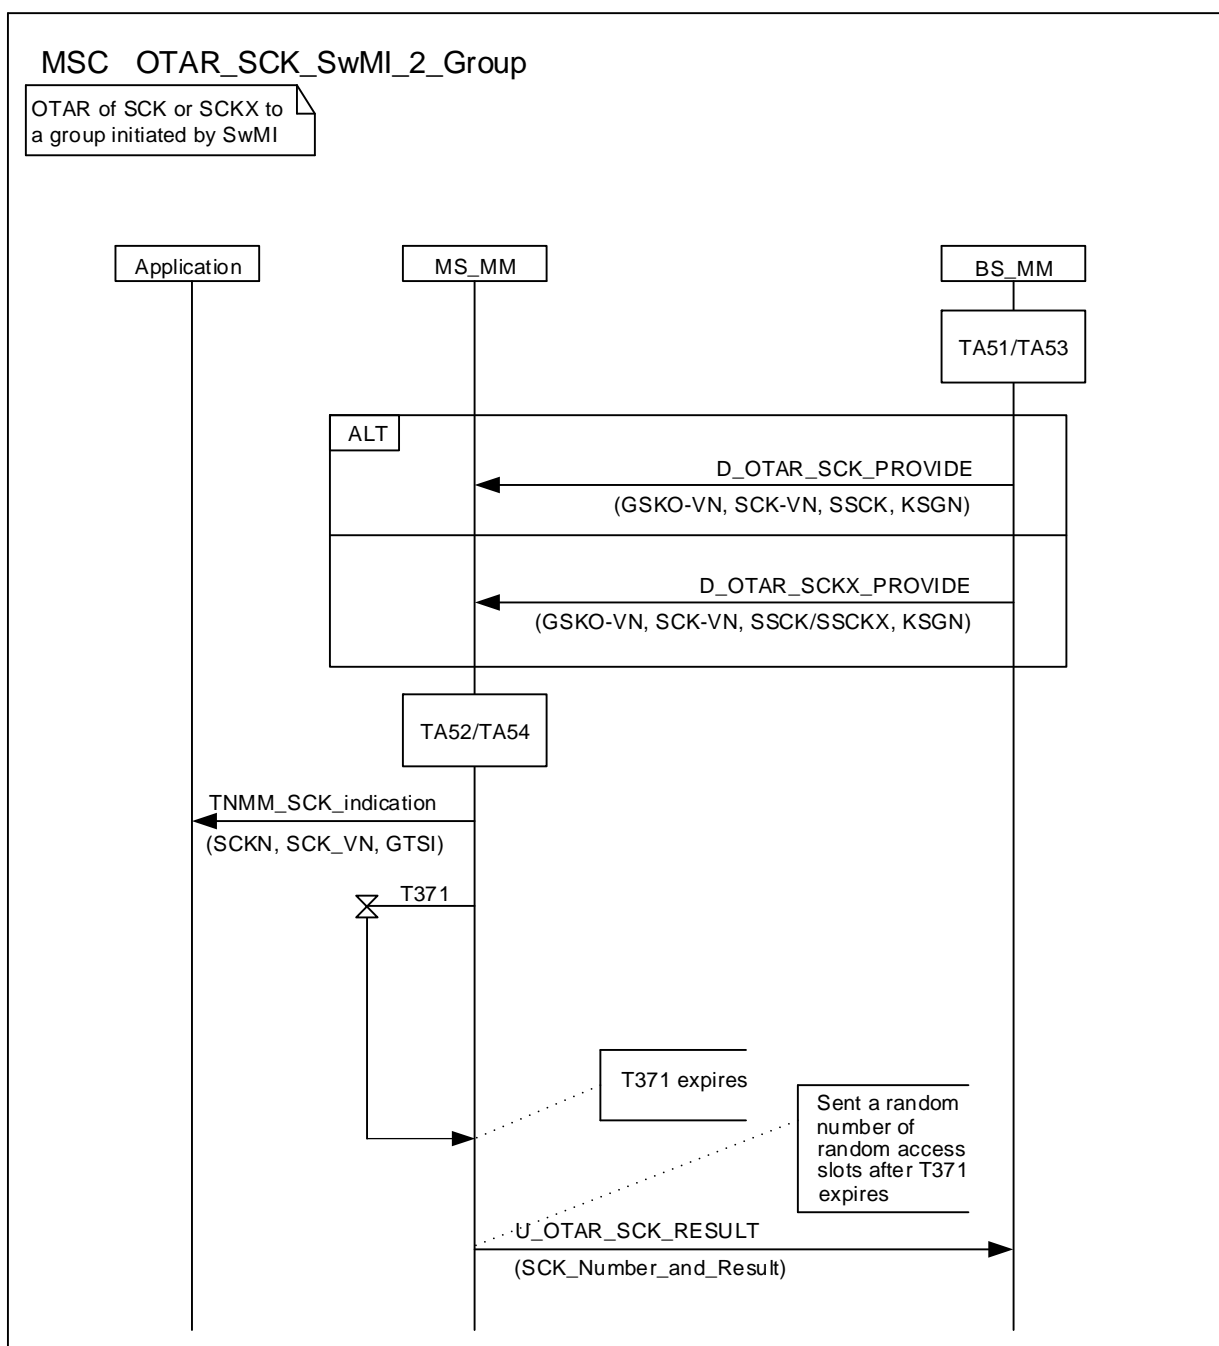 MSC OTAR_SCK_SwMI_2_Group
OTAR of SCK or SCKX to
a group initiated by SwMI
Application
MS_MM
BS_MM
TA51/TA53
ALT
D_OTAR_SCK_PROVIDE
(GSKO-VN, SCK-VN, SSCK, KSGN)
D_OTAR_SCKX_PROVIDE
(GSKO-VN, SCK-VN, SSCK/SSCKX, KSGN)
TA52/TA54
TNMM_SCK_indication
(SCKN, SCK_VN, GTSI)
T371
T371 expires
Sent a random
number of
random access
slots after T371
expires
U_OTAR_SCK_RESULT
(SCK_Number_and_Result)